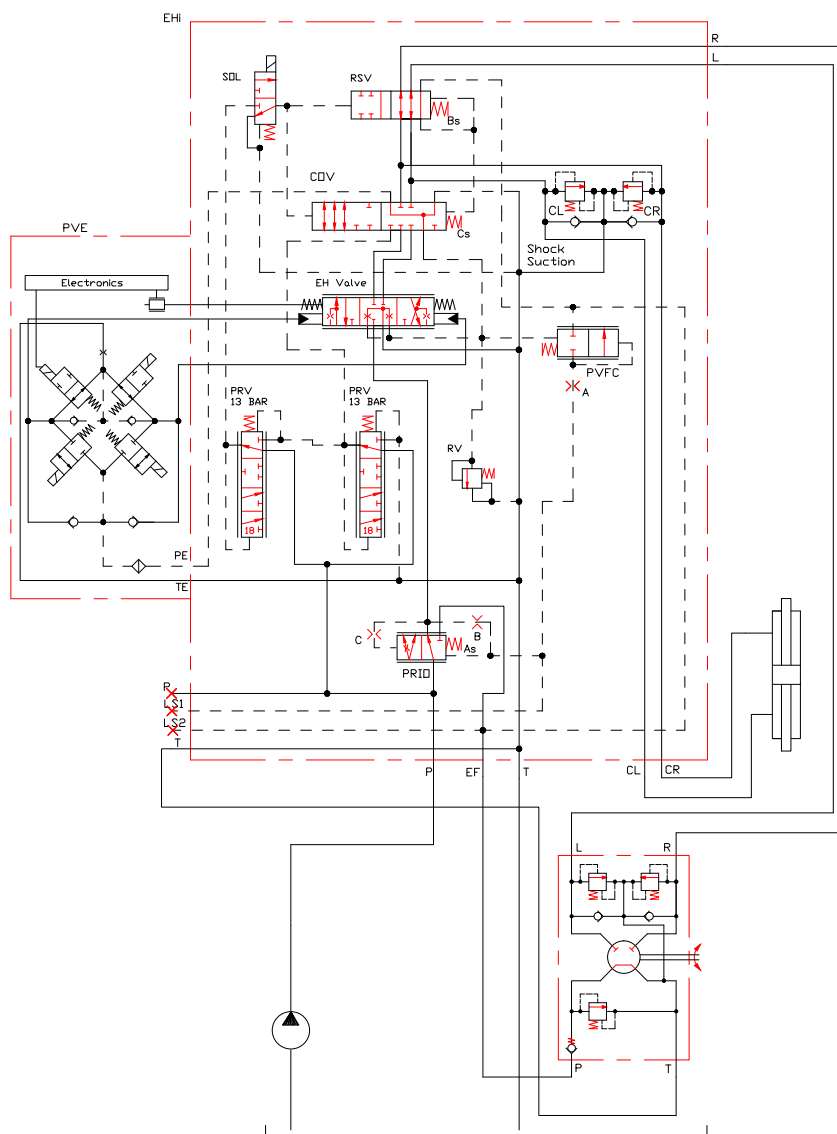 EHi
R
L
SOL
RSV
Bs
COV
CL
CR
Cs
Shock
Suction
PVE
Electronics
EH Valve
PVFC
A
PRV
13 BAR
PRV
13 BAR
RV
18
18
PE
TE
C
B
As
PRIO
P
LS1
LS2
T
P
EF
T
CL
CR
L
R
P
T